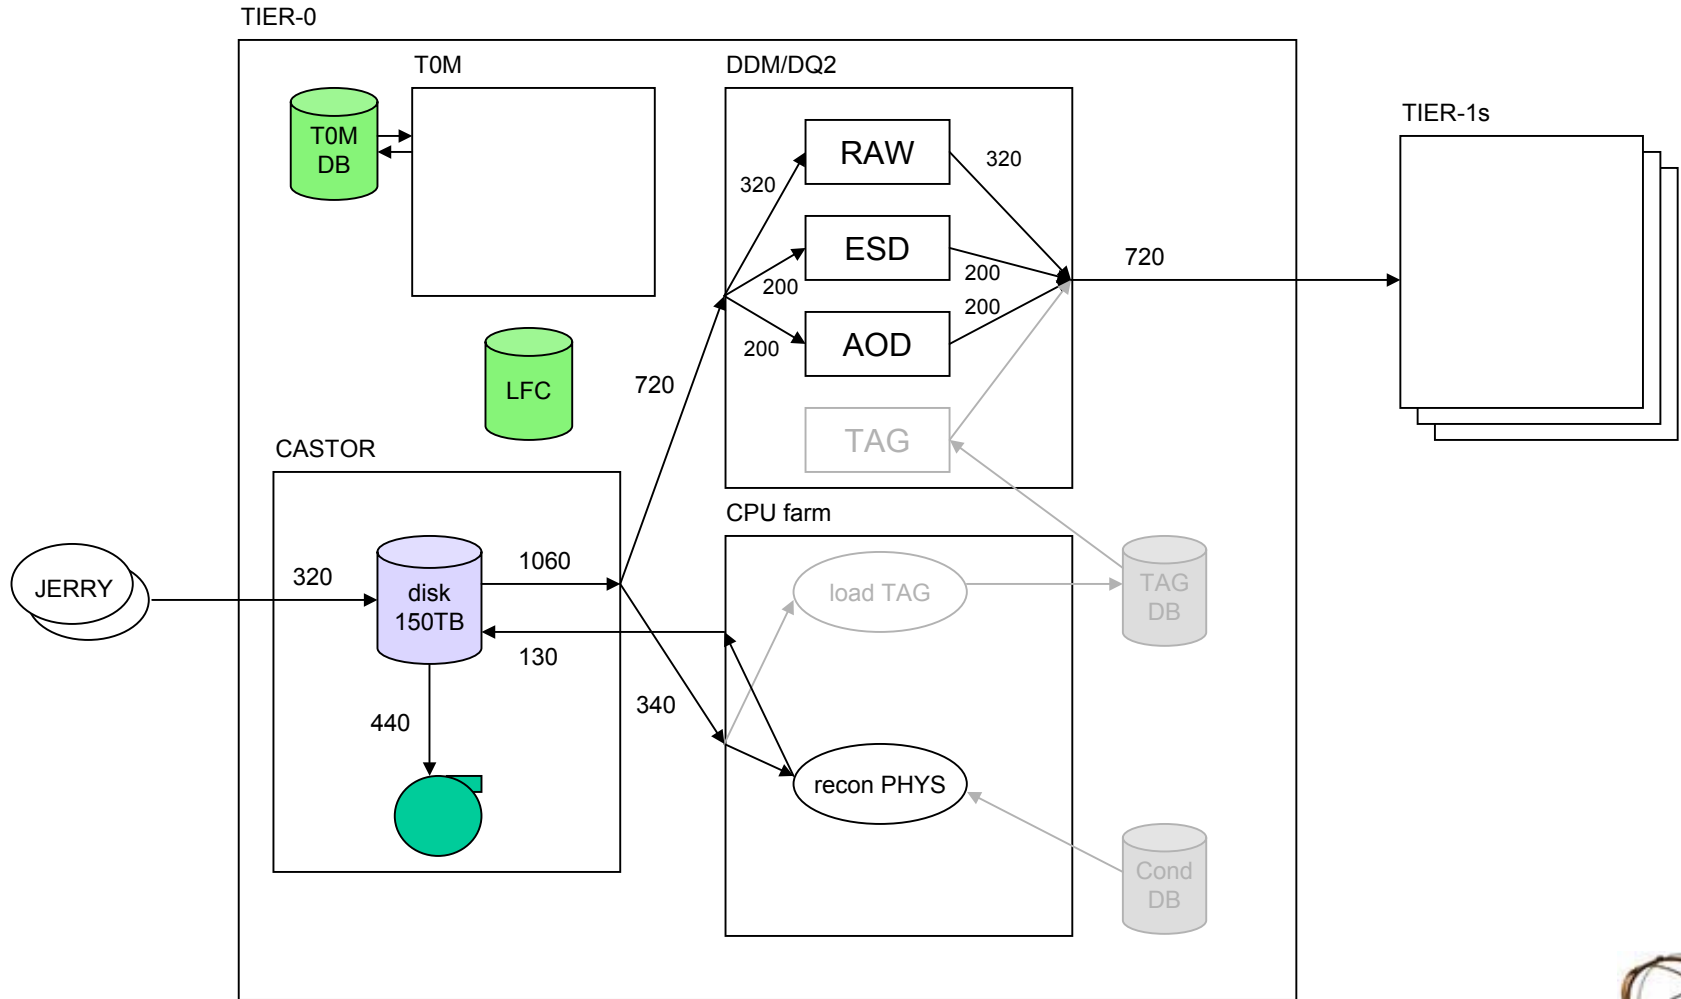 TIER-0
T0M
DDM/DQ2
T0M
DB
RAW
320
320
TIER-1s
ESD
200
200
720
200
200
AOD
LFC
720
TAG
CASTOR
CPU farm
JERRY
320
disk
150TB
1060
130
load TAG
TAG
DB
440
340
recon PHYS
Cond
DB